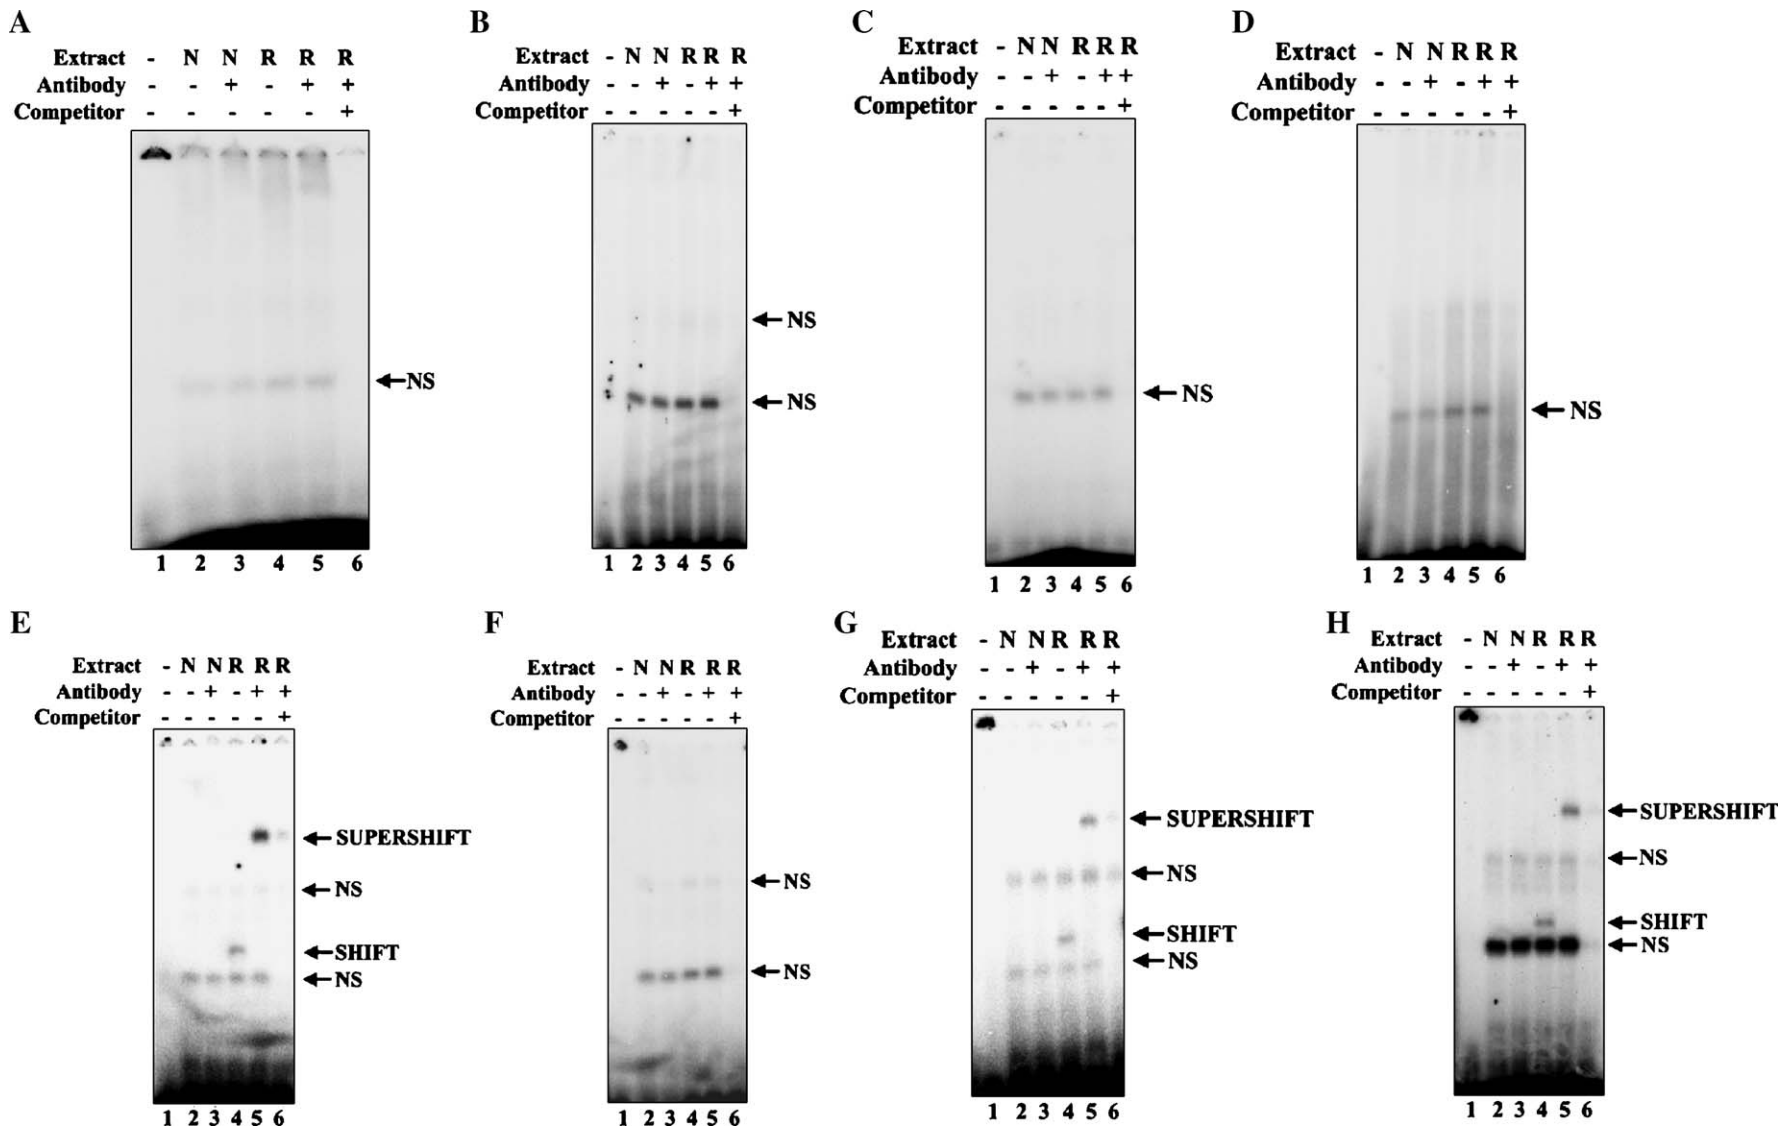 A
Extract - N N R R R
Antibody - - + - + +
Competitor - - - - - +
← NS
1 2 3 4 5 6
B
Extract - N N R R R
Antibody - - + - + +
Competitor - - - - - +
← NS
← NS
1 2 3 4 5 6
C
Extract - N N R R R
Antibody - - + - + +
Competitor - - - - - +
← NS
1 2 3 4 5 6
D
Extract - N N R R R
Antibody - - + - + +
Competitor - - - - - +
← NS
1 2 3 4 5 6
E
Extract - N N R R R
Antibody - - + - + +
Competitor - - - - - +
← SUPERSHIFT
← NS
← SHIFT
← NS
1 2 3 4 5 6
F
Extract - N N R R R
Antibody - - + - + +
Competitor - - - - - +
← NS
← NS
1 2 3 4 5 6
G
Extract - N N R R R
Antibody - - + - + +
Competitor - - - - - +
← SUPERSHIFT
← NS
← SHIFT
← NS
1 2 3 4 5 6
H
Extract - N N R R R
Antibody - - + - + +
Competitor - - - - - +
← SUPERSHIFT
← NS
← SHIFT
← NS
1 2 3 4 5 6